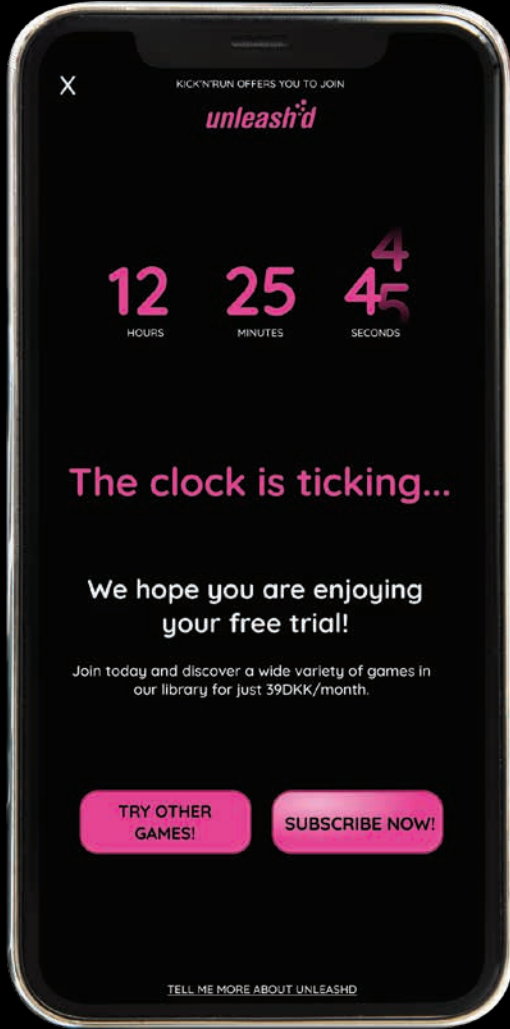 X
KICK'N'RUN OFFERS YOU TO JOIN
unleash'd
12 25 45 4
HOURS MINUTES SECONDS
The clock is ticking...
We hope you are enjoying
your free trial!
Join today and discover a wide variety of games in
our library for just 39DKK/month.
TRY OTHER
GAMES!
SUBSCRIBE NOW!
TELL ME MORE ABOUT UNLEASHD